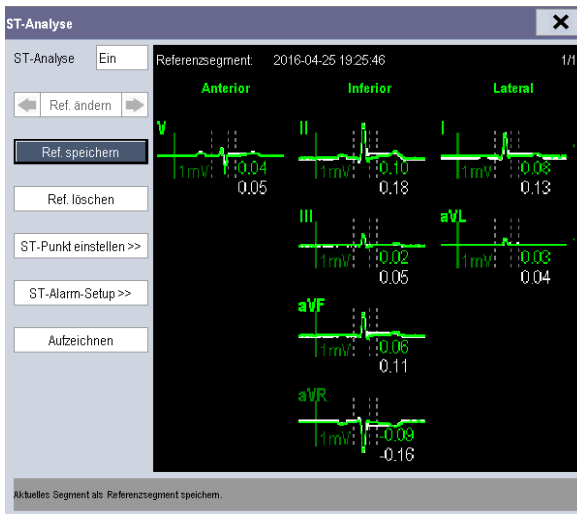 ST-Analyse
ST-Analyse Ein
Ref. ändern
Ref. speichern
Ref. löschen
ST-Punkt einstellen >>
ST-Alarm-Setup >>
Aufzeichnen
Referenzsegment: 2016-04-25 19:25:46 1/1
Anterior Inferior Lateral
V
1mV 0.04
0.05
II
1mV 0.10
0.18
I
1mV 0.08
0.13
III
1mV 0.02
0.05
aVL
1mV 0.03
0.04
aVF
1mV 0.06
0.11
aVR
1mV -0.09
-0.16
Aktuelles Segment als Referenzsegment speichern.